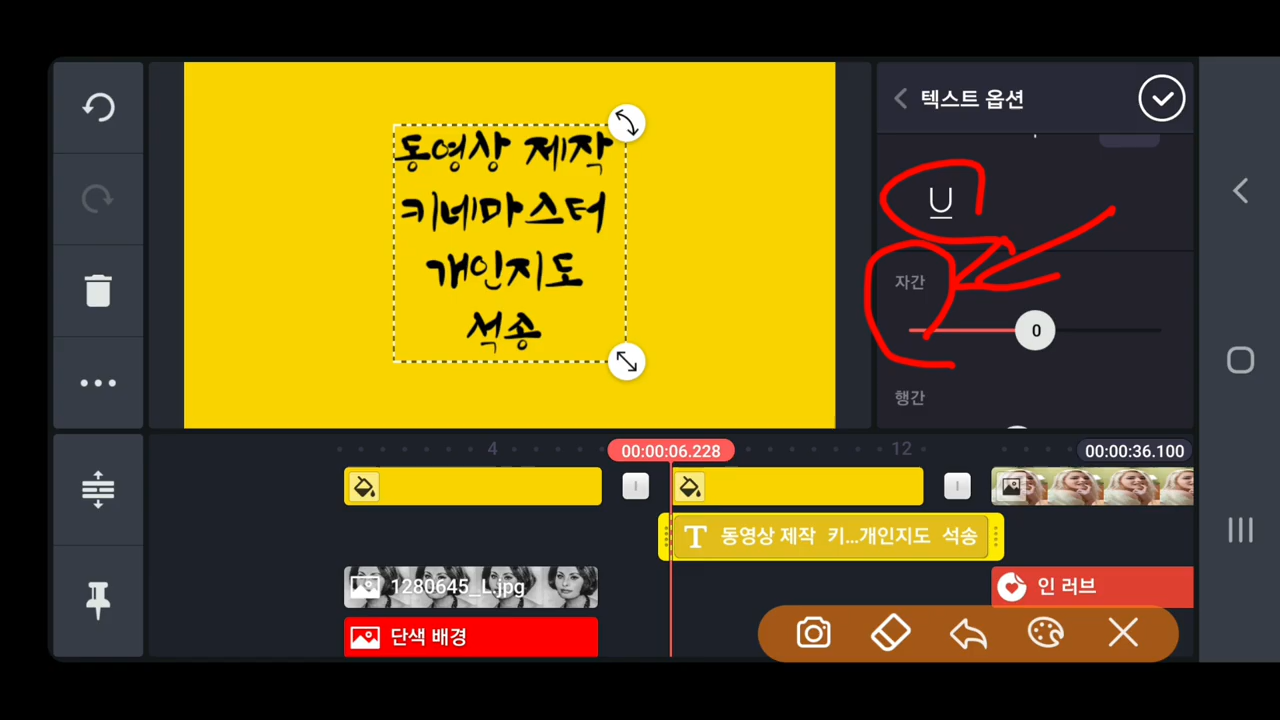 텍스트 옵션
동영상 제작
키네마스터
개인지도
석송
U
자간
0
행간
4
00:00:06.228
12
00:00:36.100
T 동영상 제작 키...개인지도 석송
1280645_L.jpg
인 러브
단색 배경